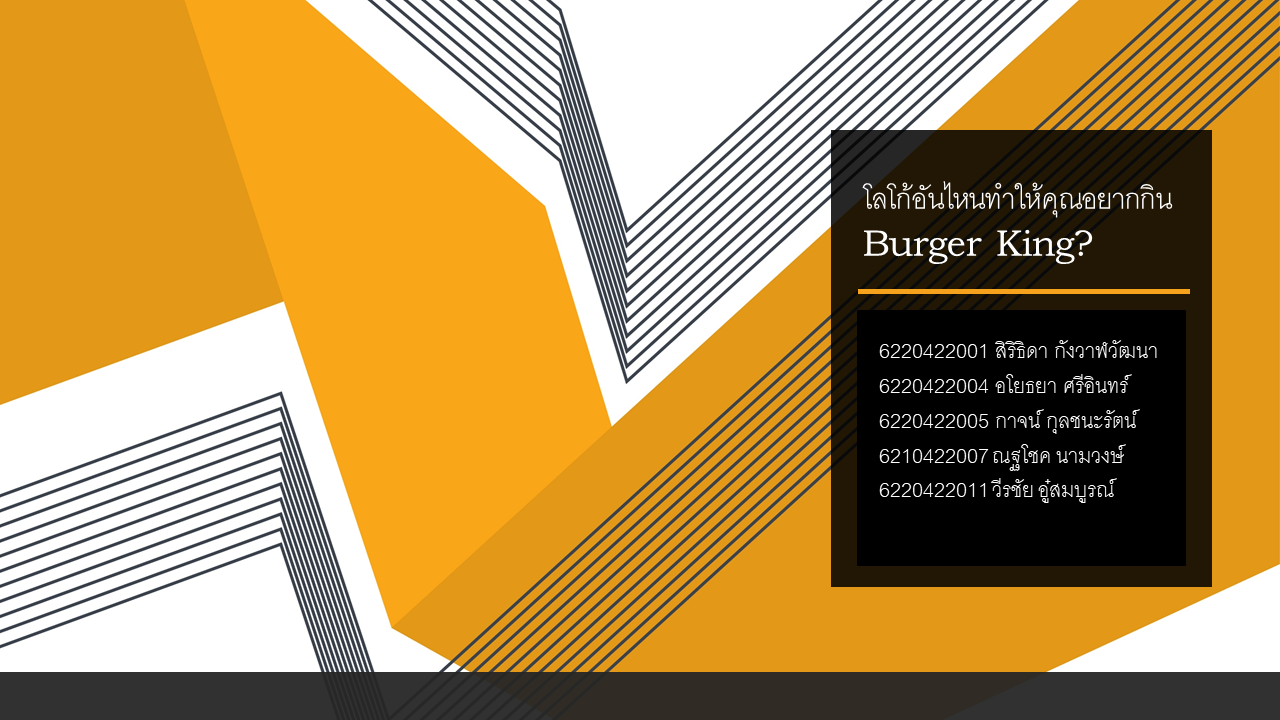 โลโก้อันไหนทำให้คุณอยากกิน
Burger King?
6220422001 สิริธิดา กังวาฬวัฒนา
6220422004 อโยธยา ศรีอินทร์
6220422005 กาจน์ กุลชนะรัตน์
6210422007 ณฐโชค นามวงษ์
6220422011 วีรชัย อู๋สมบูรณ์